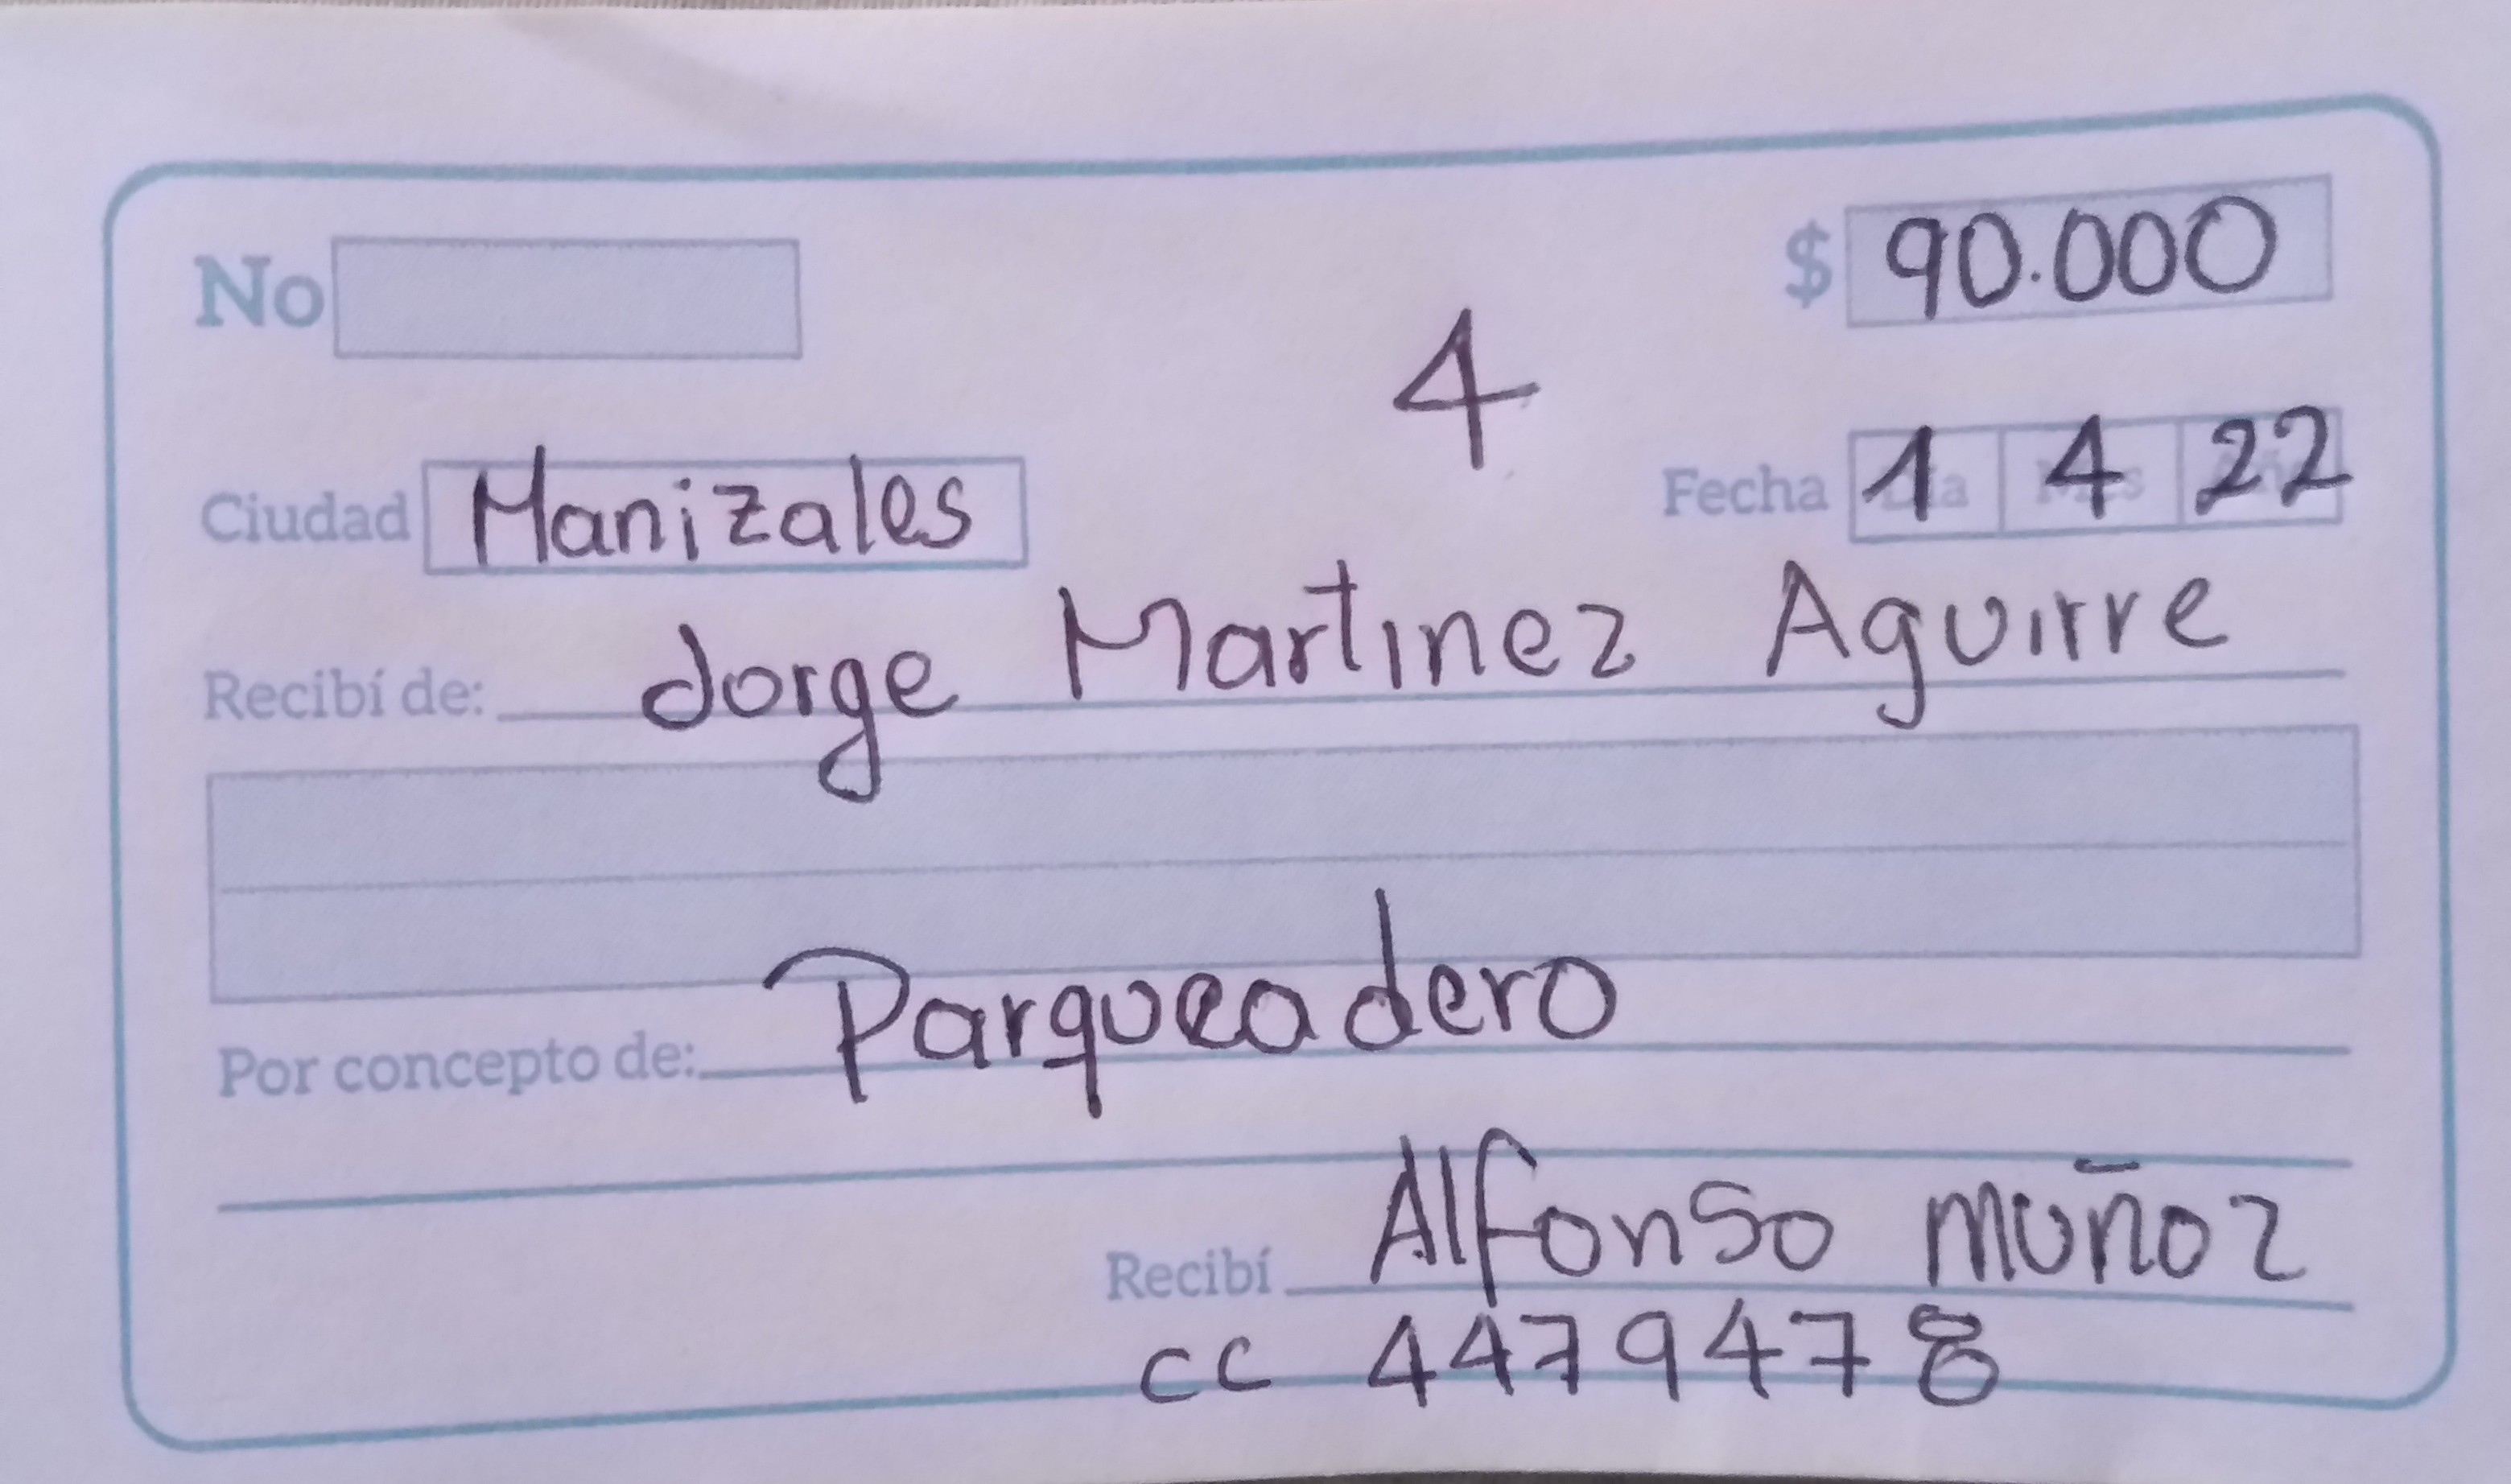 No $ 90.000
4
Ciudad Manizales Fecha 1 4 22
Recibí de: Jorge Martinez Aguirre
Por concepto de: Parqueadero
Recibí Alfonso muñoz
cc 4479478